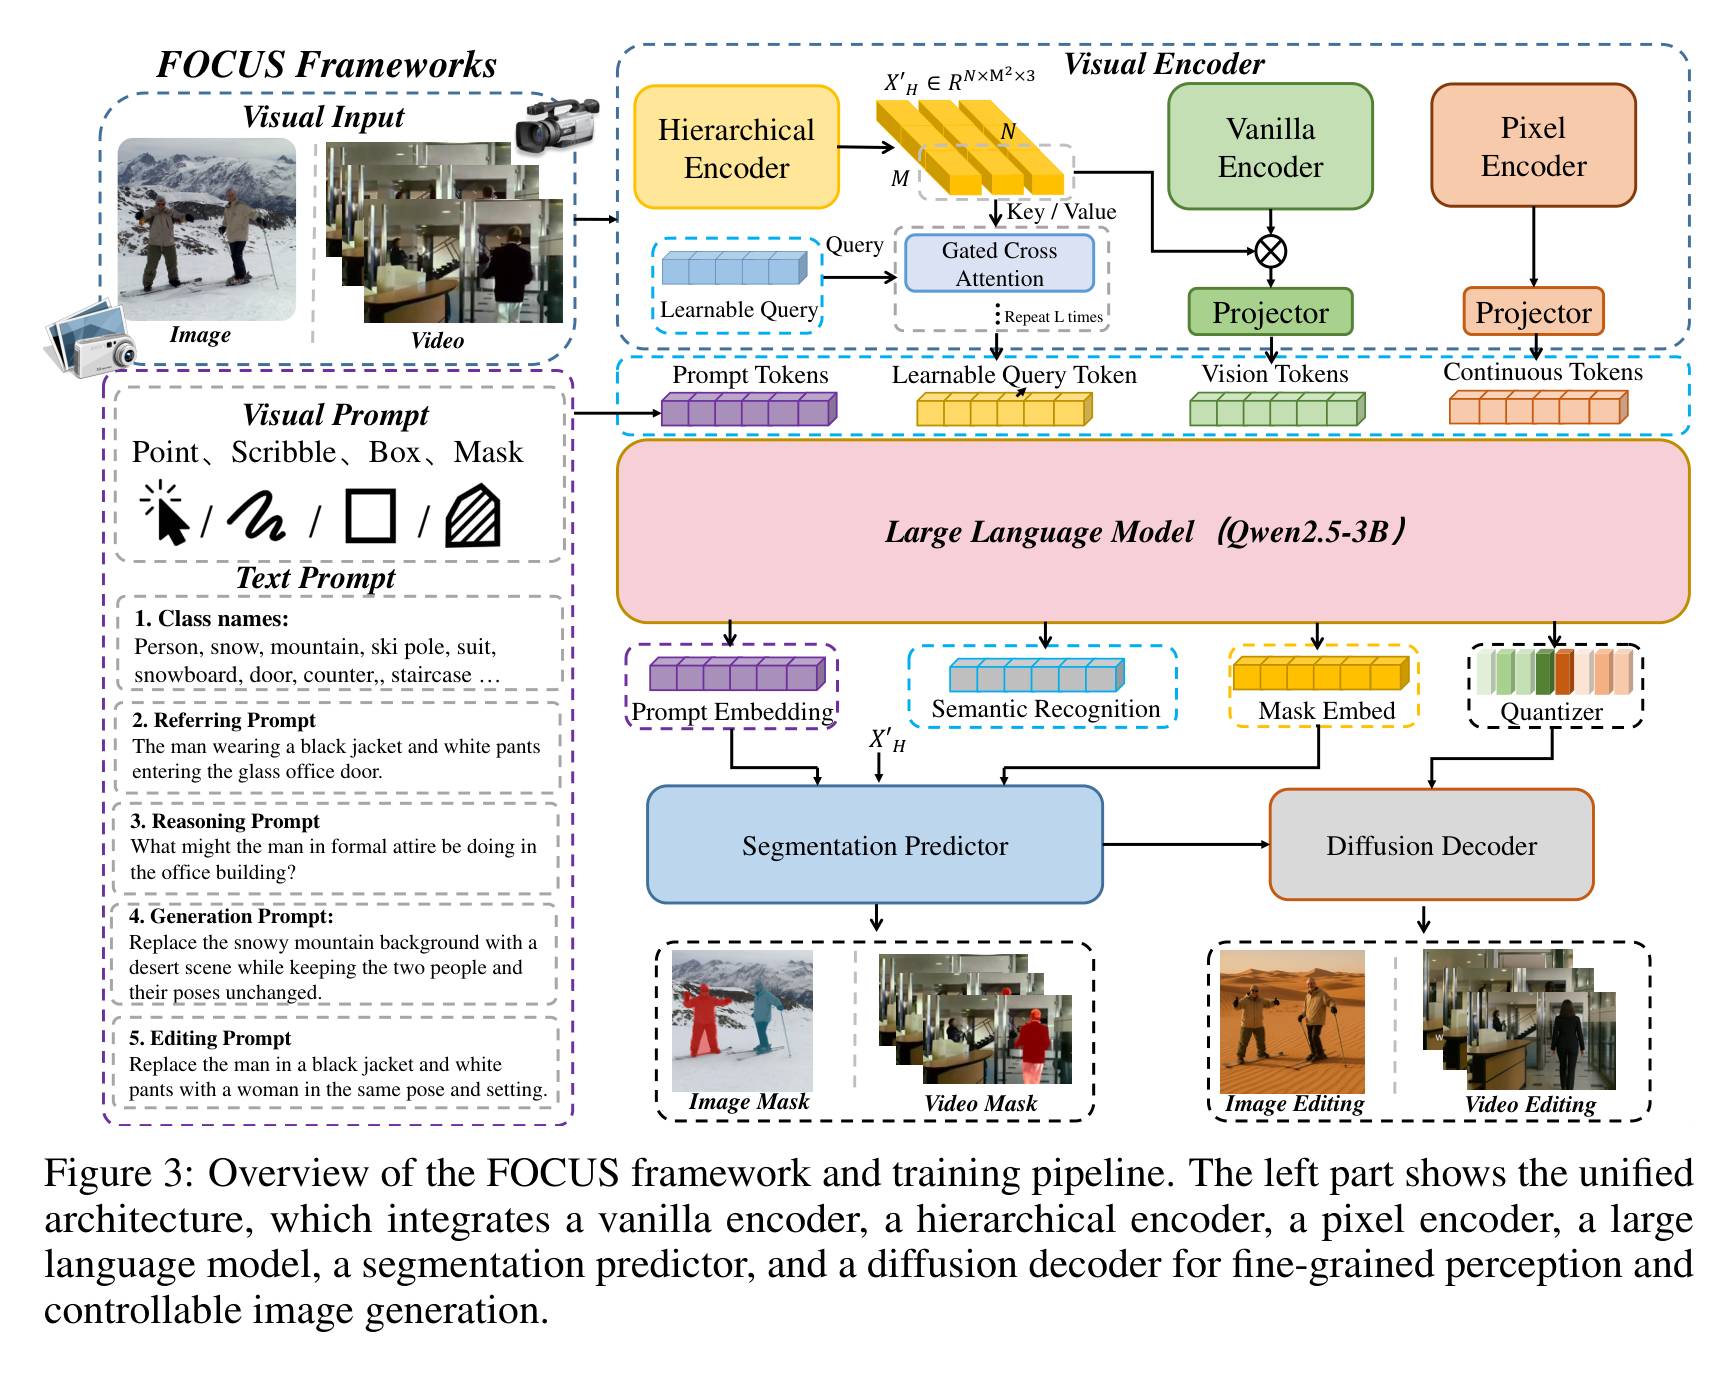 FOCUS Frameworks
Visual Input
Image
Video
Visual Prompt
Point、Scribble、Box、Mask
/ / /
Text Prompt
1. Class names:
Person, snow, mountain, ski pole, suit,
snowboard, door, counter,, staircase …
2. Referring Prompt
The man wearing a black jacket and white pants
entering the glass office door.
3. Reasoning Prompt
What might the man in formal attire be doing in
the office building?
4. Generation Prompt:
Replace the snowy mountain background with a
desert scene while keeping the two people and
their poses unchanged.
5. Editing Prompt
Replace the man in a black jacket and white
pants with a woman in the same pose and setting.
Visual Encoder
Hierarchical
Encoder
X′_H ∈ R^{N×M²×3}
N
M
Key / Value
Query
Learnable Query
Gated Cross
Attention
Repeat L times
Vanilla
Encoder
Projector
Pixel
Encoder
Projector
Prompt Tokens
Learnable Query Token
Vision Tokens
Continuous Tokens
Large Language Model（Qwen2.5-3B）
Prompt Embedding
Semantic Recognition
Mask Embed
Quantizer
X′_H
Segmentation Predictor
Diffusion Decoder
Image Mask
Video Mask
Image Editing
Video Editing
Figure 3: Overview of the FOCUS framework and training pipeline. The left part shows the unified
architecture, which integrates a vanilla encoder, a hierarchical encoder, a pixel encoder, a large
language model, a segmentation predictor, and a diffusion decoder for fine-grained perception and
controllable image generation.